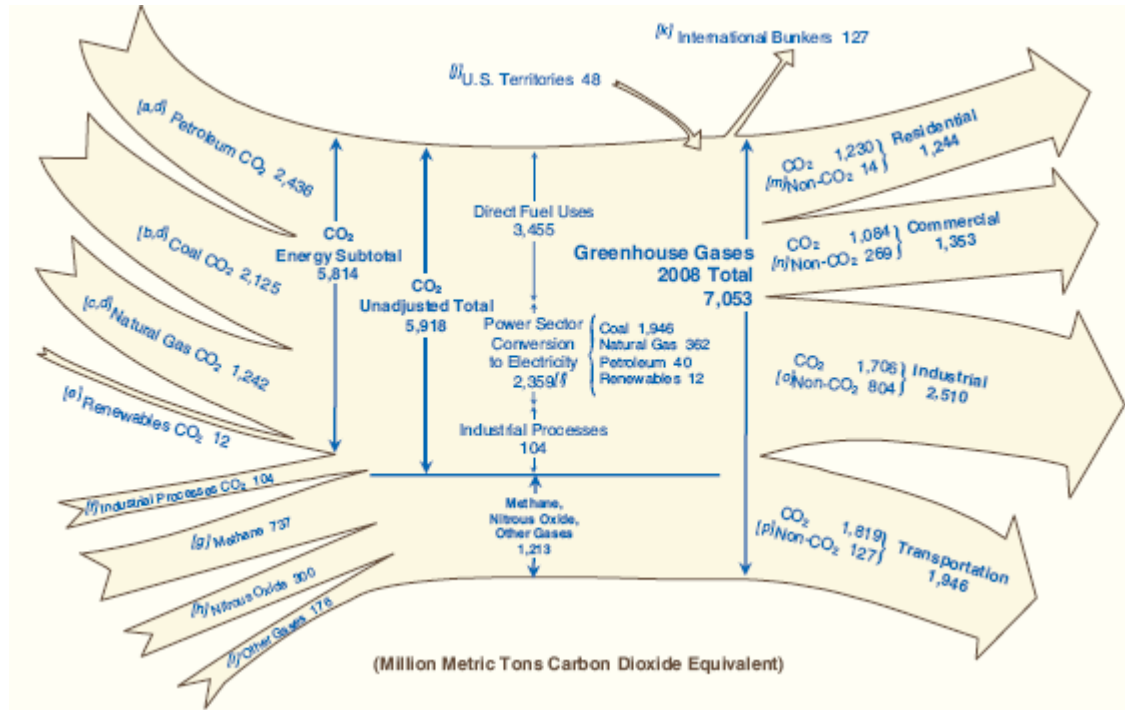 [k] International Bunkers 127
[j] U.S. Territories 48
[a,d] Petroleum CO₂ 2,436
[b,d] Coal CO₂ 2,125
[c,d] Natural Gas CO₂ 1,242
[e] Renewables CO₂ 12
[f] Industrial Processes CO₂ 104
[g] Methane 737
[h] Nitrous Oxide 300
[i] Other Gases 176
CO₂
Energy Subtotal
5,814
CO₂
Unadjusted Total
5,918
Direct Fuel Uses
3,455
Power Sector
Conversion
to Electricity
2,359[l]
Coal 1,946
Natural Gas 362
Petroleum 40
Renewables 12
Industrial Processes
104
Methane,
Nitrous Oxide,
Other Gases
1,213
Greenhouse Gases
2008 Total
7,053
CO₂ 1,230
[m]Non-CO₂ 14
Residential
1,244
CO₂ 1,084
[n]Non-CO₂ 269
Commercial
1,353
CO₂ 1,706
[o]Non-CO₂ 804
Industrial
2,510
CO₂ 1,819
[p]Non-CO₂ 127
Transportation
1,946
(Million Metric Tons Carbon Dioxide Equivalent)